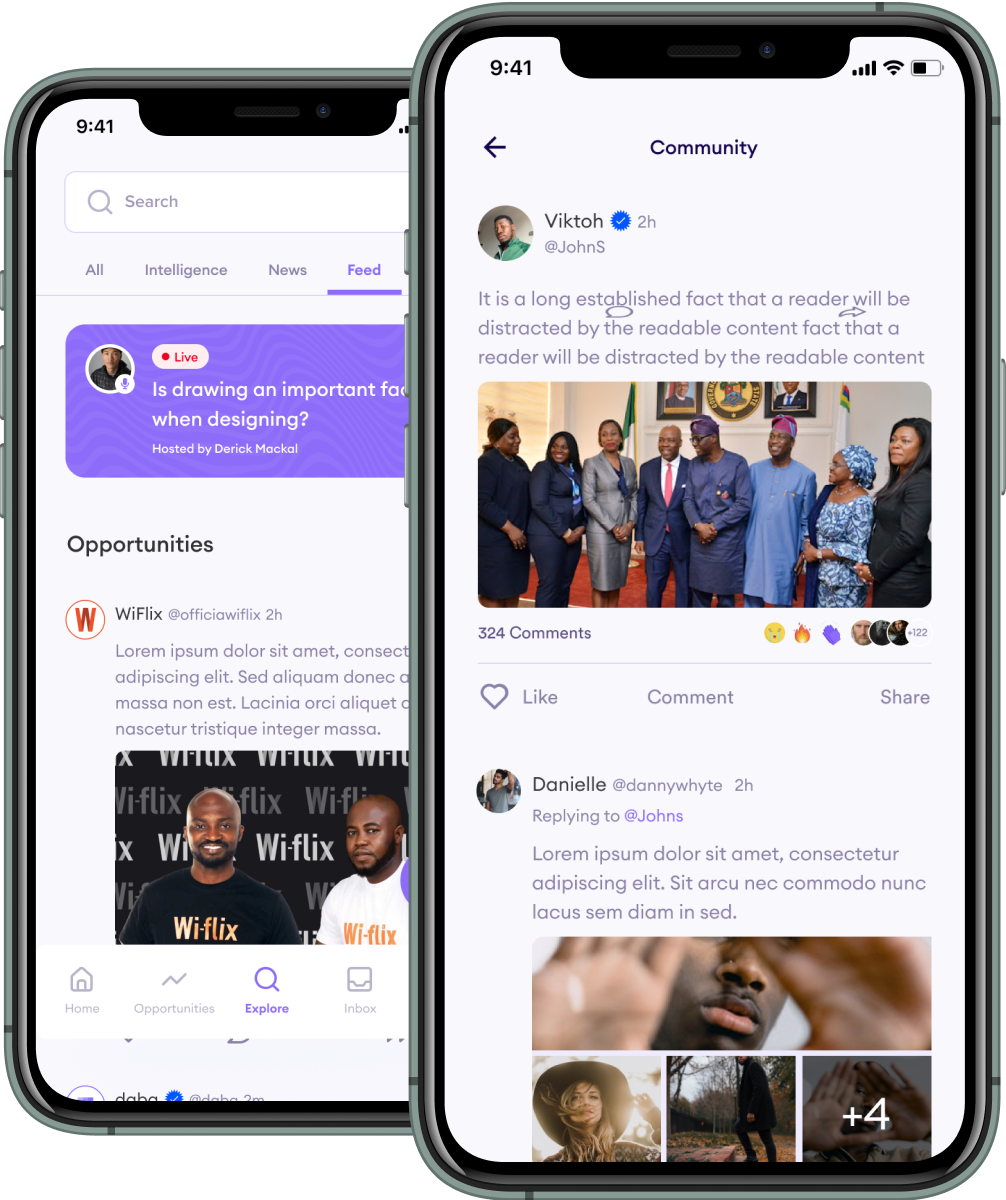 9:41
Search
All Intelligence News Feed
Live
Is drawing an important fac
when designing?
Hosted by Derick Mackal
Opportunities
W
WiFlix @officiawiflix 2h
Lorem ipsum dolor sit amet, consect
adipiscing elit. Sed aliquam donec a
massa non est. Lacinia orci aliquet
nascetur tristique integer massa.
Wi-flix Wi-flix
Wi-flix
Wi-flix Wi-flix
Home Opportunities Explore Inbox
daba @daba 2m
9:41
Community
Viktoh 2h
@JohnS
It is a long established fact that a reader will be
distracted by the readable content fact that a
reader will be distracted by the readable content
324 Comments +122
Like Comment Share
Danielle @dannywhyte 2h
Replying to @Johns
Lorem ipsum dolor sit amet, consectetur
adipiscing elit. Sit arcu nec commodo nunc
lacus sem diam in sed.
+4